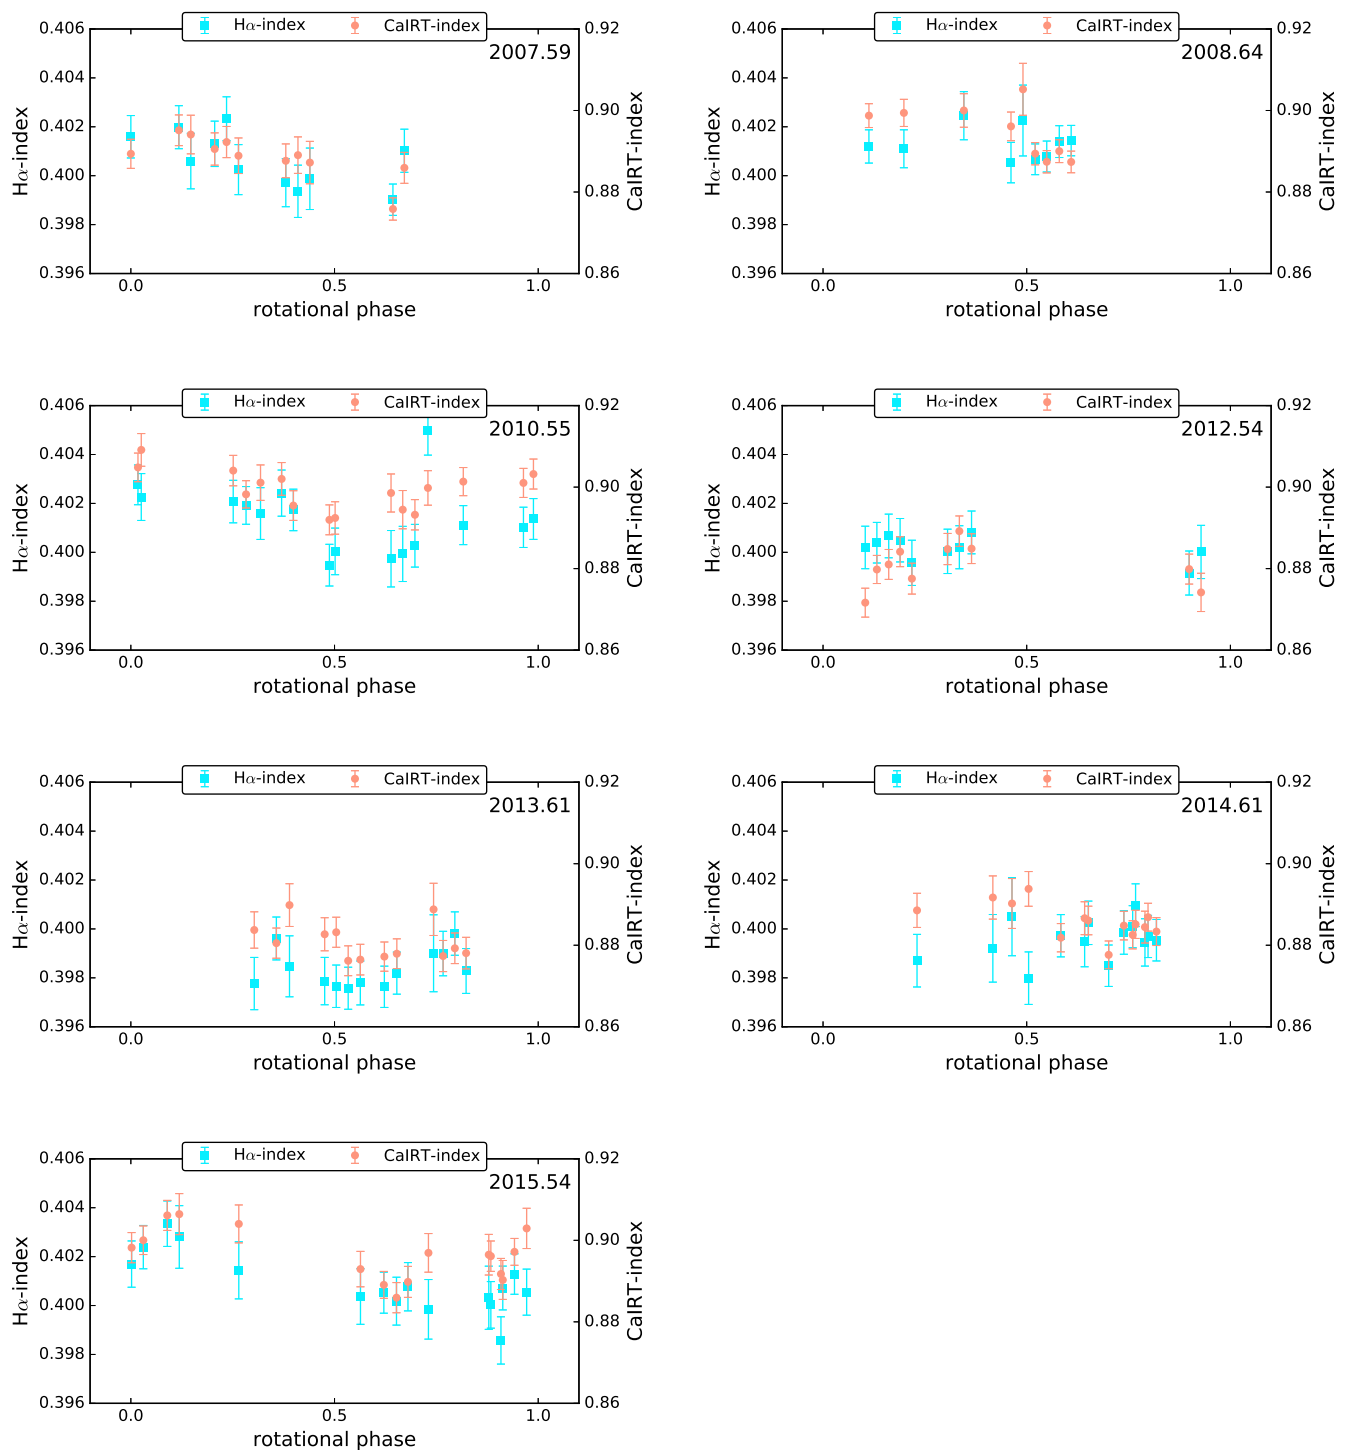 Hα-index CaIRT-index
2007.59
0.406
0.404
0.402
0.400
0.398
0.396
Hα-index
0.92
0.90
0.88
0.86
CaIRT-index
0.0 0.5 1.0
rotational phase
Hα-index CaIRT-index
2008.64
0.406
0.404
0.402
0.400
0.398
0.396
Hα-index
0.92
0.90
0.88
0.86
CaIRT-index
0.0 0.5 1.0
rotational phase
Hα-index CaIRT-index
2010.55
0.406
0.404
0.402
0.400
0.398
0.396
Hα-index
0.92
0.90
0.88
0.86
CaIRT-index
0.0 0.5 1.0
rotational phase
Hα-index CaIRT-index
2012.54
0.406
0.404
0.402
0.400
0.398
0.396
Hα-index
0.92
0.90
0.88
0.86
CaIRT-index
0.0 0.5 1.0
rotational phase
Hα-index CaIRT-index
2013.61
0.406
0.404
0.402
0.400
0.398
0.396
Hα-index
0.92
0.90
0.88
0.86
CaIRT-index
0.0 0.5 1.0
rotational phase
Hα-index CaIRT-index
2014.61
0.406
0.404
0.402
0.400
0.398
0.396
Hα-index
0.92
0.90
0.88
0.86
CaIRT-index
0.0 0.5 1.0
rotational phase
Hα-index CaIRT-index
2015.54
0.406
0.404
0.402
0.400
0.398
0.396
Hα-index
0.92
0.90
0.88
0.86
CaIRT-index
0.0 0.5 1.0
rotational phase